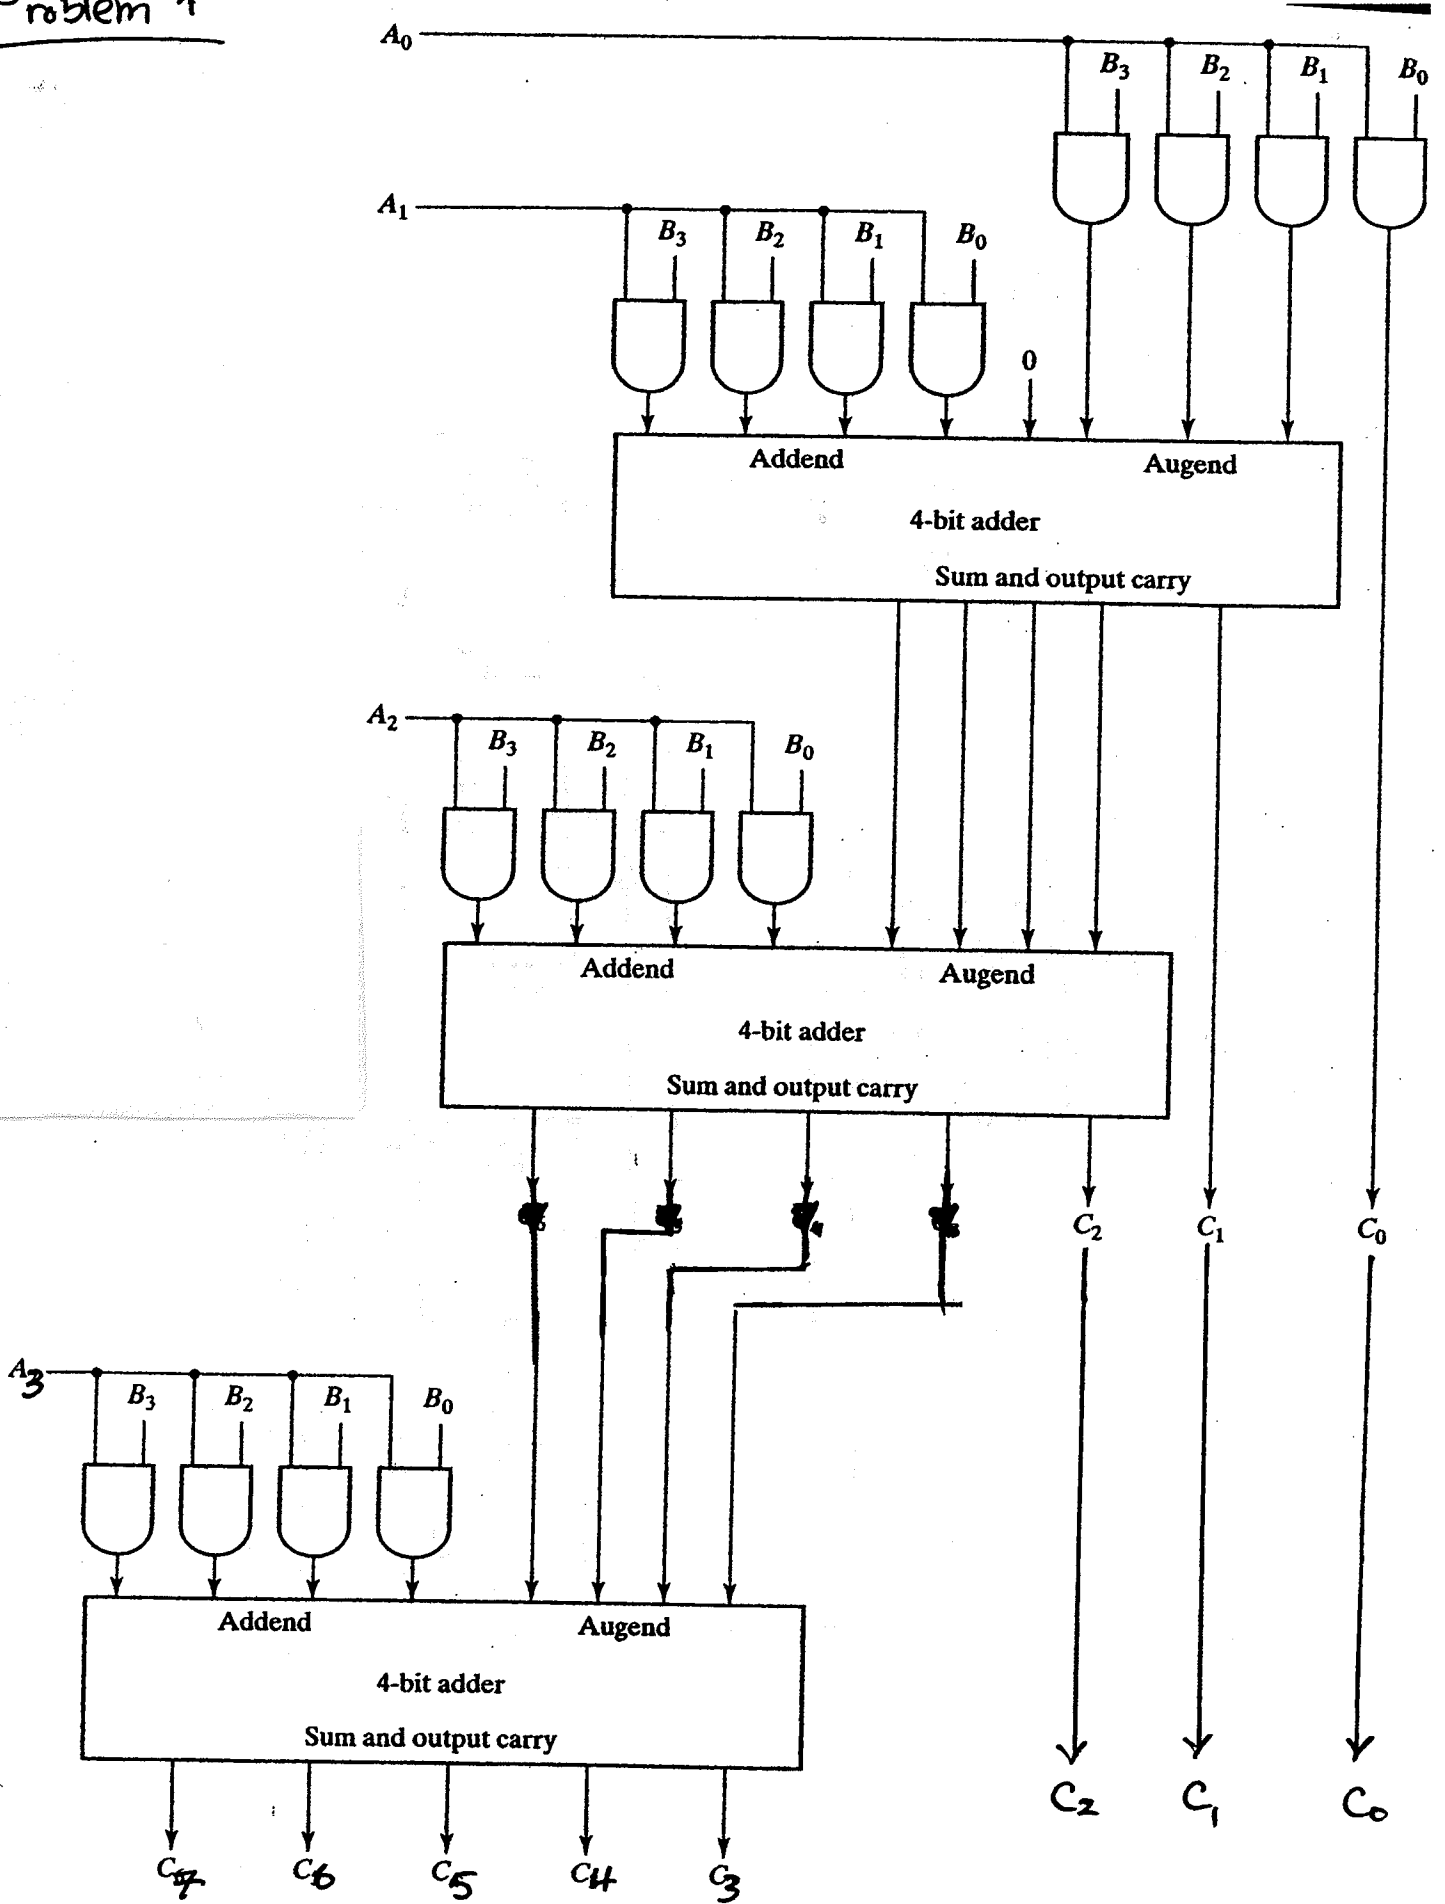 Problem 4
A₀
B₃ B₂ B₁ B₀
A₁
B₃ B₂ B₁ B₀
0
Addend Augend
4-bit adder
Sum and output carry
A₂
B₃ B₂ B₁ B₀
Addend Augend
4-bit adder
Sum and output carry
C₂ C₁ C₀
A₃
B₃ B₂ B₁ B₀
Addend Augend
4-bit adder
Sum and output carry
C₂ C₁ C₀
C₇ C₆ C₅ C₄ C₃